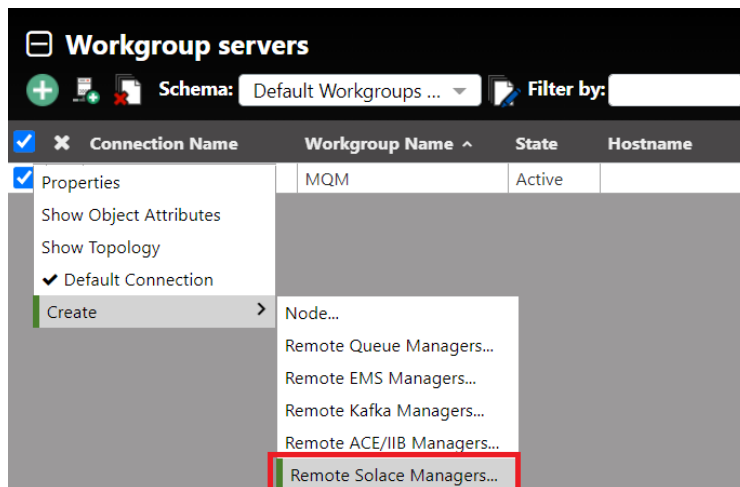 Workgroup servers
Schema: Default Workgroups ... Filter by:
Connection Name Workgroup Name State Hostname
MQM Active
Properties
Show Object Attributes
Show Topology
Default Connection
Create
Node...
Remote Queue Managers...
Remote EMS Managers...
Remote Kafka Managers...
Remote ACE/IIB Managers...
Remote Solace Managers...